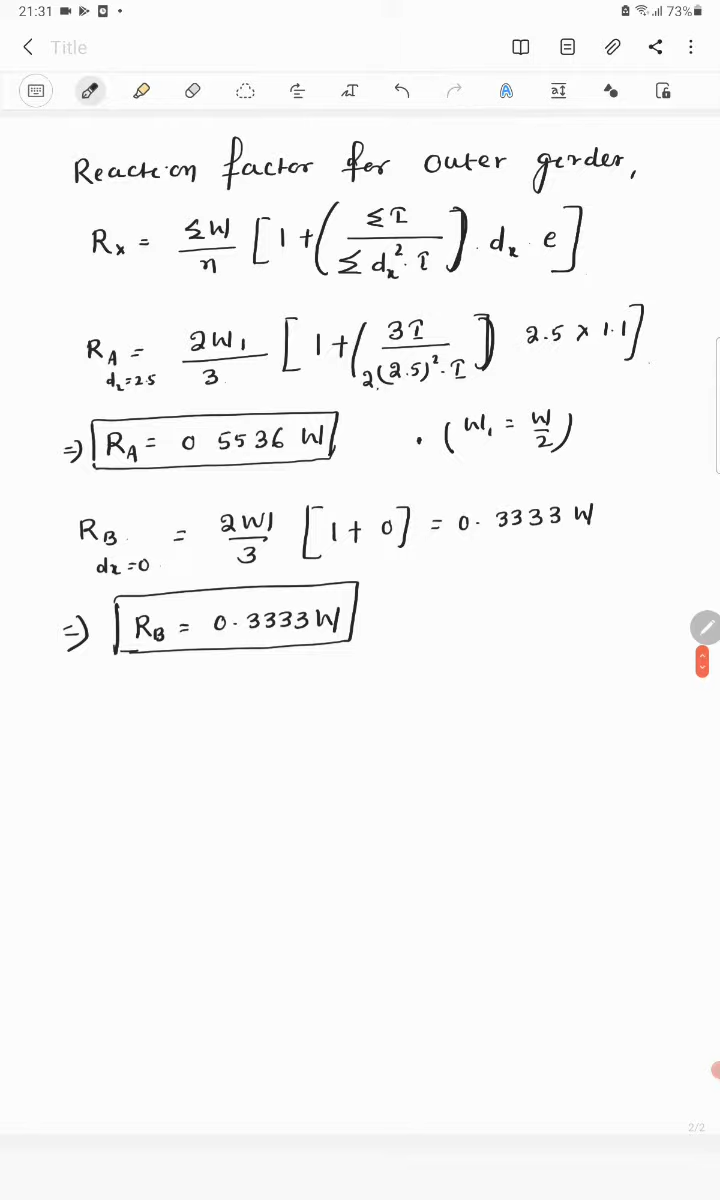 21:31 73%
Title
Reaction factor for outer girder,
Rx = ΣW/n [1 + (ΣI / Σdx²·I) · dx e]
RA = 2W1/3 [1 + (3I / 2(2.5)²·I) 2.5 × 1.1]
dx=2.5
=> RA = 0 5536 W . (W1 = W/2)
RB = 2W1/3 [1 + 0] = 0.3333 W
dx=0
=> RB = 0.3333W
2/2